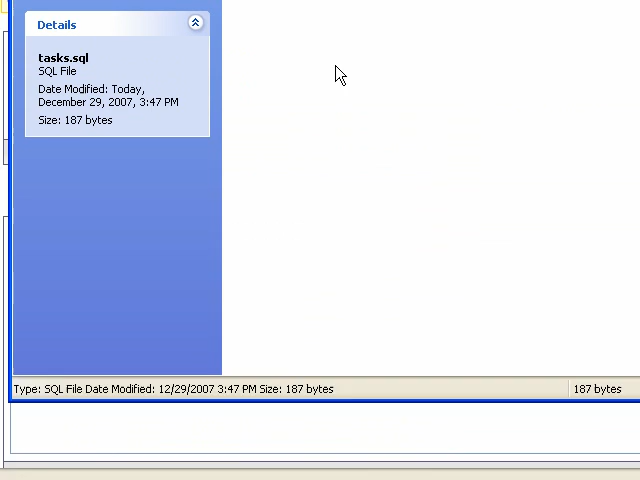 Details
tasks.sql
SQL File
Date Modified: Today,
December 29, 2007, 3:47 PM
Size: 187 bytes
Type: SQL File Date Modified: 12/29/2007 3:47 PM Size: 187 bytes
187 bytes